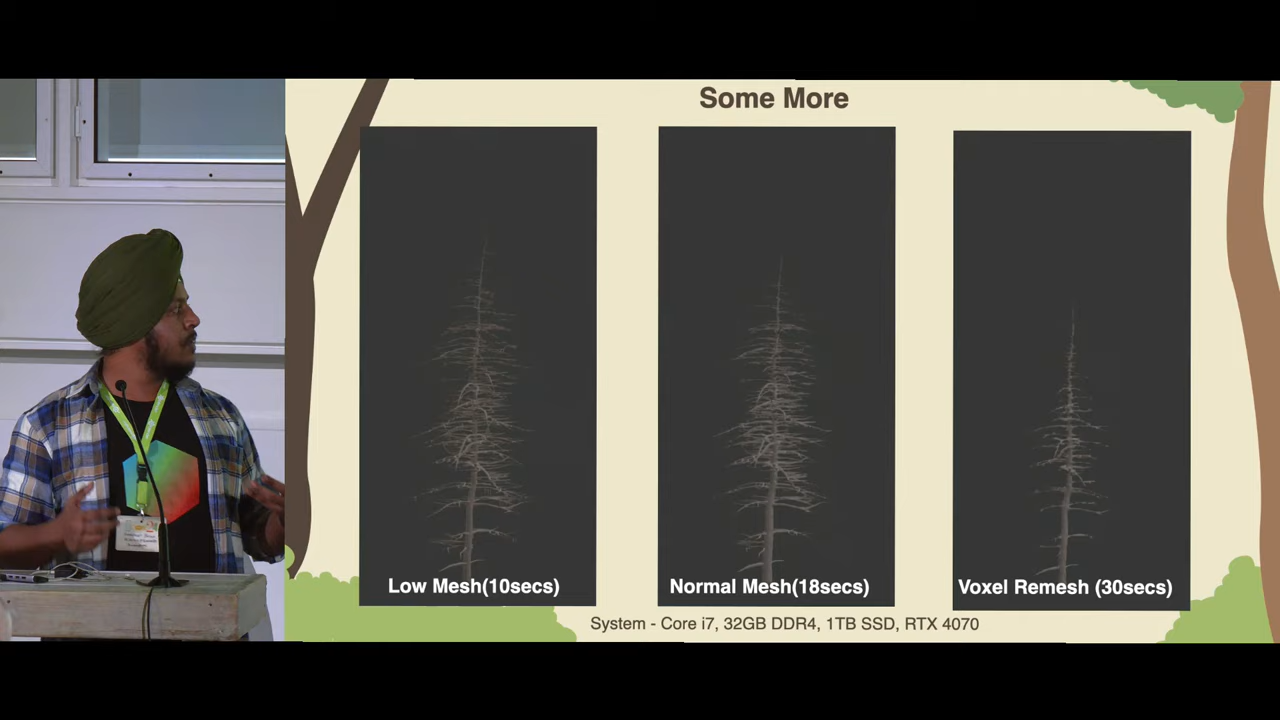 Some More
Low Mesh(10secs)
Normal Mesh(18secs)
Voxel Remesh (30secs)
System - Core i7, 32GB DDR4, 1TB SSD, RTX 4070